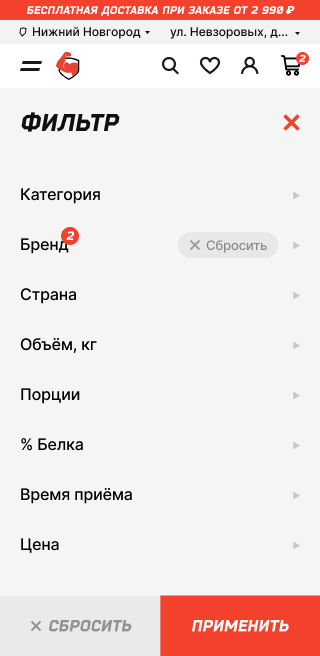 БЕСПЛАТНАЯ ДОСТАВКА ПРИ ЗАКАЗЕ ОТ 2 990 ₽
Нижний Новгород ул. Невзоровых, д...
2
ФИЛЬТР
Категория
Бренд 2 Сбросить
Страна
Объём, кг
Порции
% Белка
Время приёма
Цена
СБРОСИТЬ ПРИМЕНИТЬ